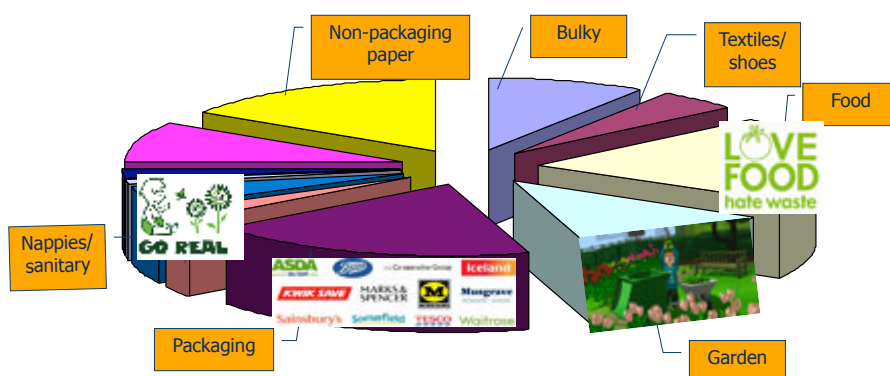 Non-packaging
paper
Bulky
Textiles/
shoes
Food
LOVE
FOOD
hate waste
GO REAL
Nappies/
sanitary
ASDA
Boots
Iceland
KWIK SAVE
MARKS &
SPENCER
M
Musgrave
Sainsbury's
Somerfield
TESCO
Waitrose
Packaging
Garden